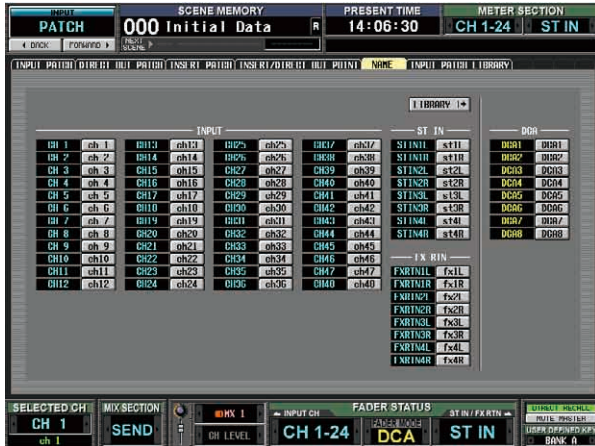 INPUT SCENE MEMORY PRESENT TIME METER SECTION
PATCH 000 Initial Data R 14:06:30 CH 1-24 ST IN
BACK FORWARD NEXT SCENE
INPUT PATCH DIRECT OUT PATCH INSERT PATCH INSERT/DIRECT OUT POINT NAME INPUT PATCH LIBRARY
LIBRARY
INPUT ST IN DCA
CH 1 ch 1 CH13 ch13 CH25 ch25 CH37 ch37 STIN1L st1L DCA1 DCA1
CH 2 ch 2 CH14 ch14 CH26 ch26 CH38 ch38 STIN1R st1R DCA2 DCA2
CH 3 ch 3 CH15 ch15 CH27 ch27 CH39 ch39 STIN2L st2L DCA3 DCA3
CH 4 ch 4 CH16 ch16 CH28 ch28 CH40 ch40 STIN2R st2R DCA4 DCA4
CH 5 ch 5 CH17 ch17 CH29 ch29 CH41 ch41 STIN3L st3L DCA5 DCA5
CH 6 ch 6 CH18 ch18 CH30 ch30 CH42 ch42 STIN3R st3R DCA6 DCA6
CH 7 ch 7 CH19 ch19 CH31 ch31 CH43 ch43 STIN4L st4L DCA7 DCA7
CH 8 ch 8 CH20 ch20 CH32 ch32 CH44 ch44 STIN4R st4R DCA8 DCA8
CH 9 ch 9 CH21 ch21 CH33 ch33 CH45 ch45
CH10 ch10 CH22 ch22 CH34 ch34 CH46 ch46 FX RTN
CH11 ch11 CH23 ch23 CH35 ch35 CH47 ch47 FXRTN1L fx1L
CH12 ch12 CH24 ch24 CH36 ch36 CH48 ch48 FXRTN1R fx1R
FXRTN2L fx2L
FXRTN2R fx2R
FXRTN3L fx3L
FXRTN3R fx3R
FXRTN4L fx4L
FXRTN4R fx4R
SELECTED CH MIX SECTION MIX 1 INPUT CH FADER STATUS ST IN / FX RTN DIRECT RECALL
CH 1 SEND CH LEVEL CH 1-24 FADER MODE DCA ST IN MUTE MASTER
ch 1 USER DEFINED KEY
BANK A